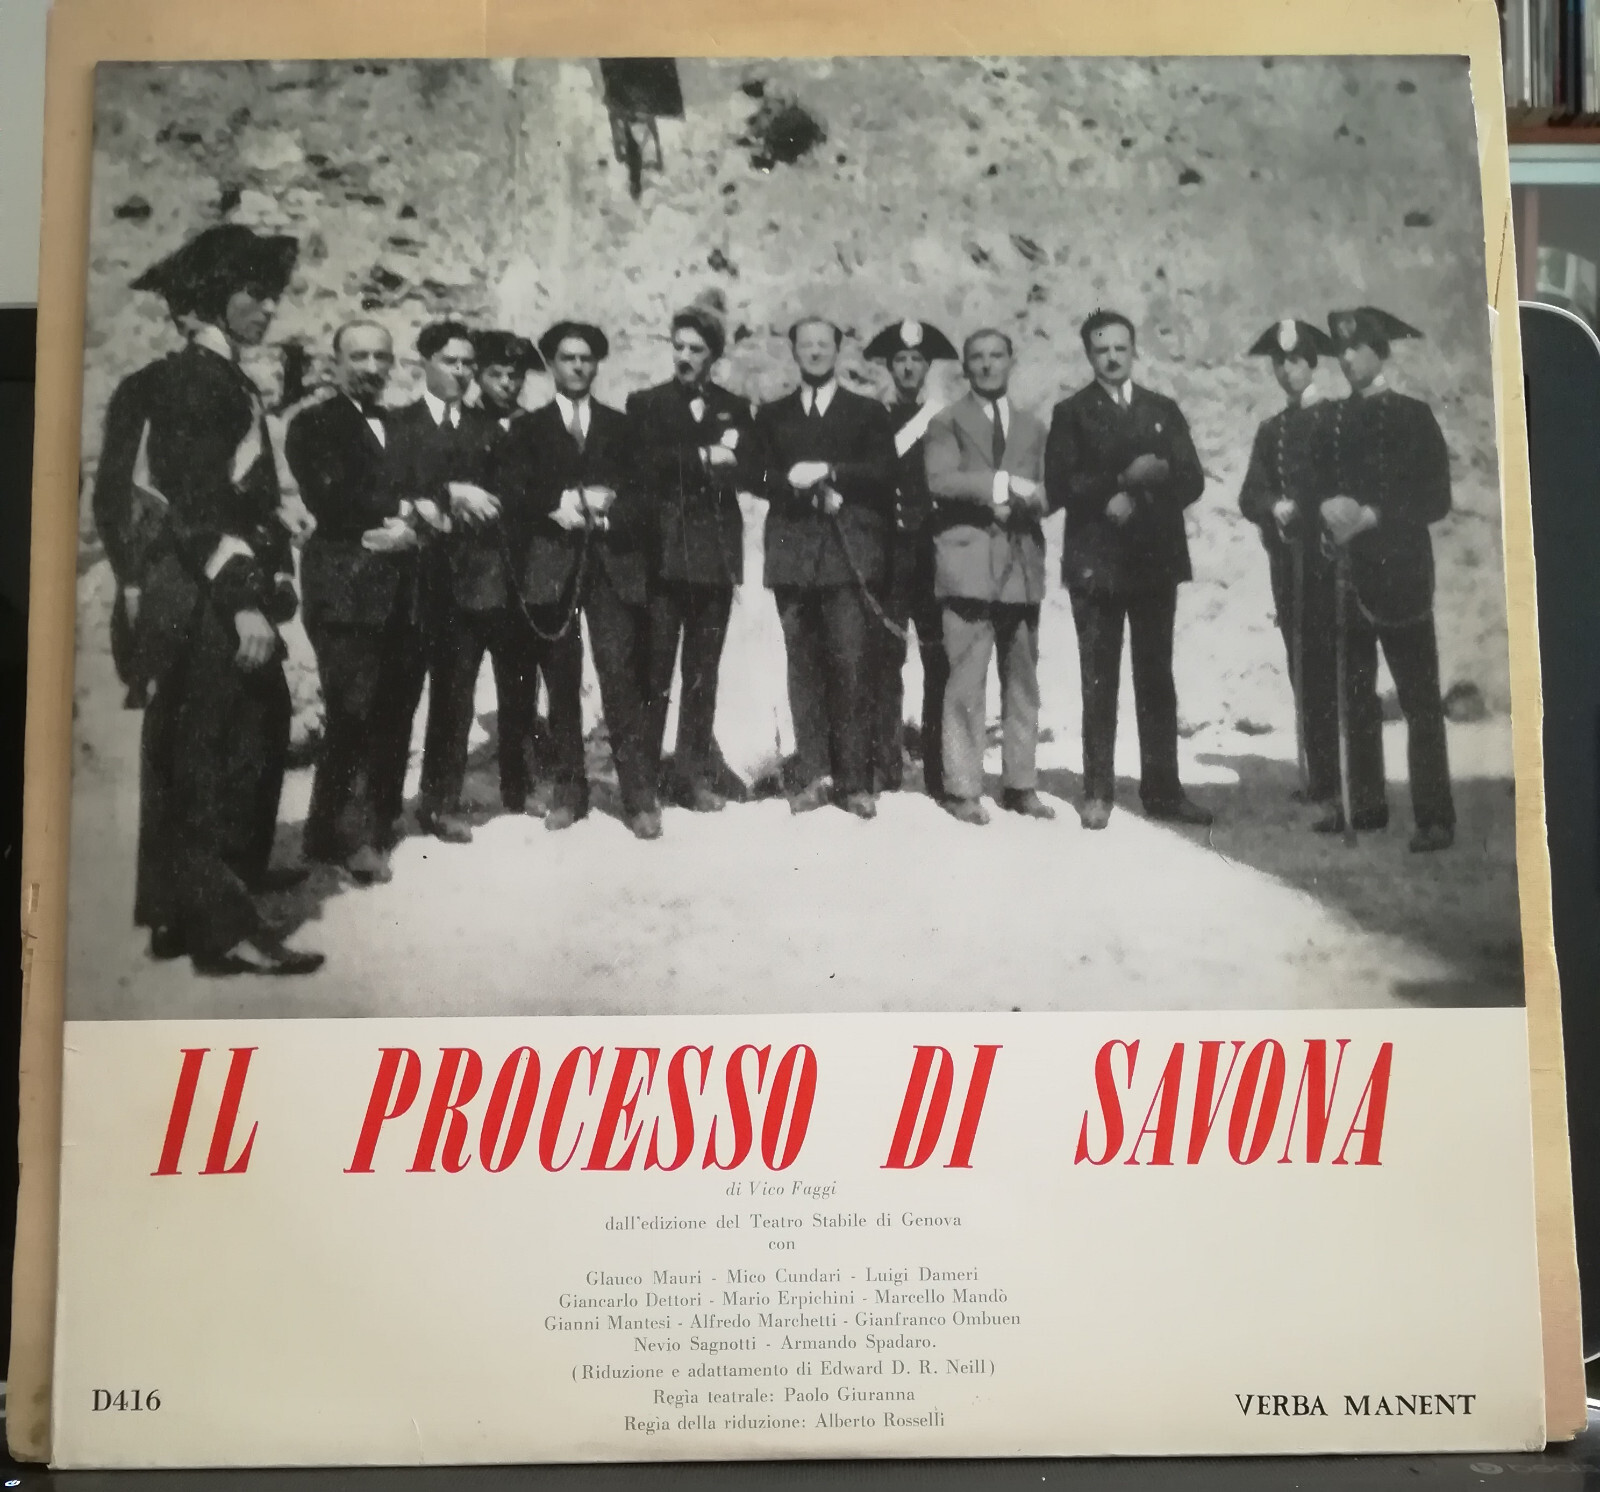 IL PROCESSO DI SAVONA
di Vico Faggi
dall'edizione del Teatro Stabile di Genova
con
Glauco Mauri - Mico Cundari - Luigi Dameri
Giancarlo Dettori - Mario Erpichini - Marcello Mandò
Gianni Mantesi - Alfredo Marchetti - Gianfranco Ombuen
Nevio Sagnotti - Armando Spadaro.
(Riduzione e adattamento di Edward D. R. Neill)
Regìa teatrale: Paolo Giuranna
Regìa della riduzione: Alberto Rosselli
D416
VERBA MANENT